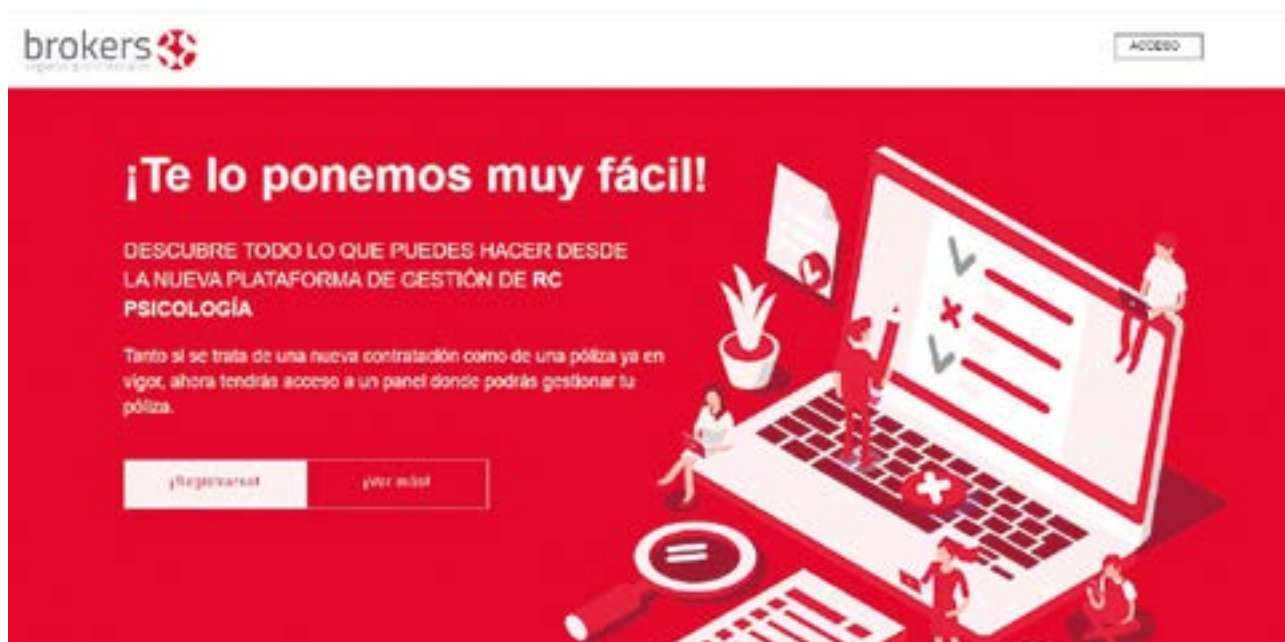 brokers
ACCESO
¡Te lo ponemos muy fácil!
DESCUBRE TODO LO QUE PUEDES HACER DESDE
LA NUEVA PLATAFORMA DE GESTIÓN DE RC
PSICOLOGÍA
Tanto si se trata de una nueva contratación como de una póliza ya en
vigor, ahora tendrás acceso a un panel donde podrás gestionar tu
póliza.
¡Registrarse! ¡Ver más!